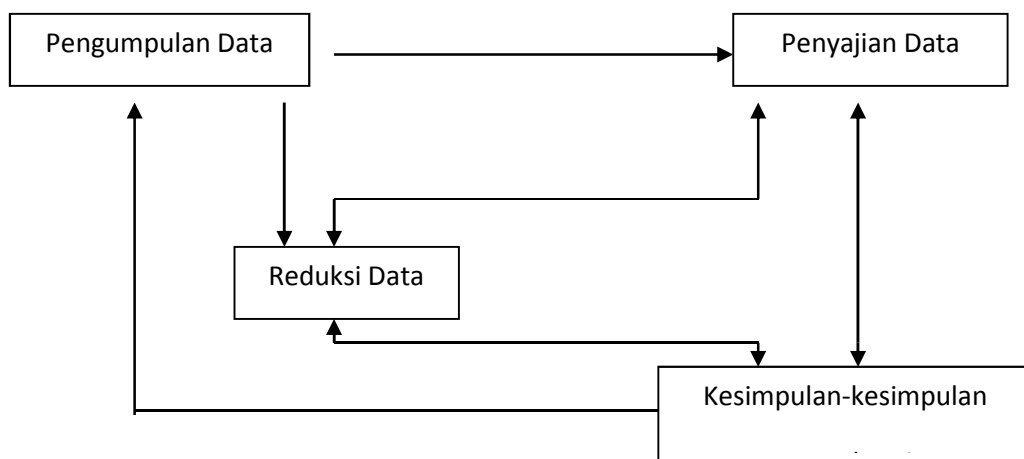 Pengumpulan Data
Penyajian Data
Reduksi Data
Kesimpulan-kesimpulan